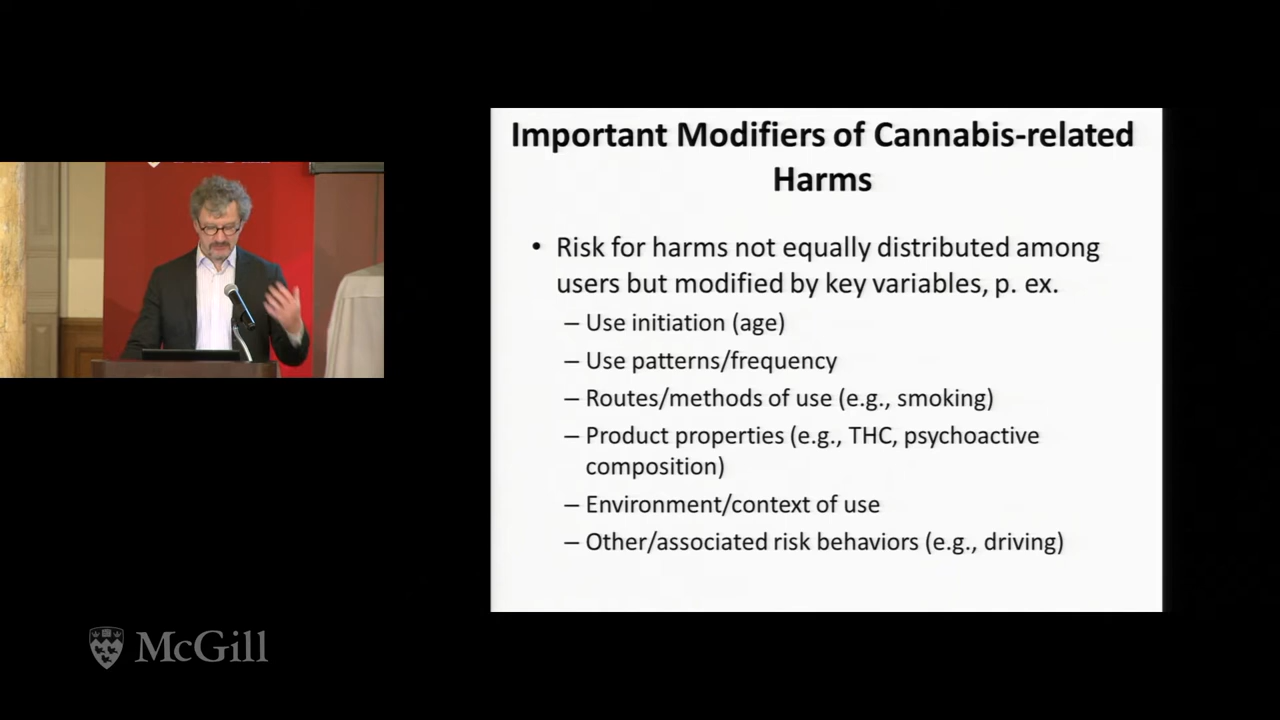 Important Modifiers of Cannabis-related
Harms
• Risk for harms not equally distributed among
users but modified by key variables, p. ex.
– Use initiation (age)
– Use patterns/frequency
– Routes/methods of use (e.g., smoking)
– Product properties (e.g., THC, psychoactive
composition)
– Environment/context of use
– Other/associated risk behaviors (e.g., driving)
McGill